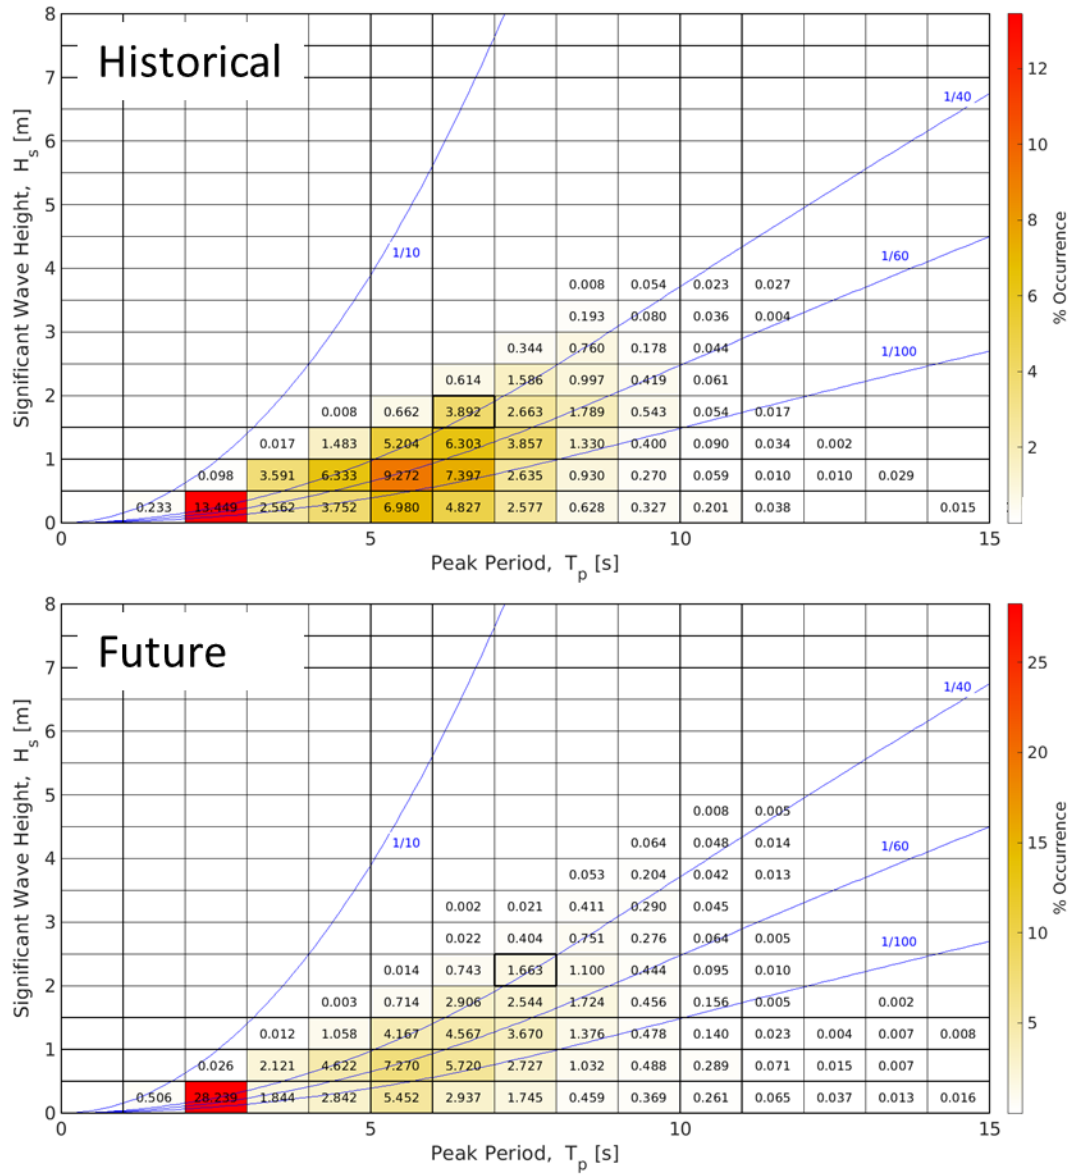 Historical
8
7
6
5
4
3
2
1
0
Significant Wave Height, H_s [m]
1/10
1/40
1/60
1/100
0.008 0.054 0.023 0.027
0.193 0.080 0.036 0.004
0.344 0.760 0.178 0.044
0.614 1.586 0.997 0.419 0.061
0.008 0.662 3.892 2.663 1.789 0.543 0.054 0.017
0.017 1.483 5.204 6.303 3.857 1.330 0.400 0.090 0.034 0.002
0.098 3.591 6.333 9.272 7.397 2.635 0.930 0.270 0.059 0.010 0.010 0.029
0.233 13.449 2.562 3.752 6.980 4.827 2.577 0.628 0.327 0.201 0.038 0.015
0 5 10 15
Peak Period, T_p [s]
12
10
8
6
4
2
% Occurrence
Future
8
7
6
5
4
3
2
1
0
Significant Wave Height, H_s [m]
1/10
1/40
1/60
1/100
0.008 0.005
0.064 0.048 0.014
0.053 0.204 0.042 0.013
0.002 0.021 0.411 0.290 0.045
0.022 0.404 0.751 0.276 0.064 0.005
0.014 0.743 1.663 1.100 0.444 0.095 0.010
0.003 0.714 2.906 2.544 1.724 0.456 0.156 0.005 0.002
0.012 1.058 4.167 4.567 3.670 1.376 0.478 0.140 0.023 0.004 0.007 0.008
0.026 2.121 4.622 7.270 5.720 2.727 1.032 0.488 0.289 0.071 0.015 0.007
0.506 28.239 1.844 2.842 5.452 2.937 1.745 0.459 0.369 0.261 0.065 0.037 0.013 0.016
0 5 10 15
Peak Period, T_p [s]
25
20
15
10
5
% Occurrence